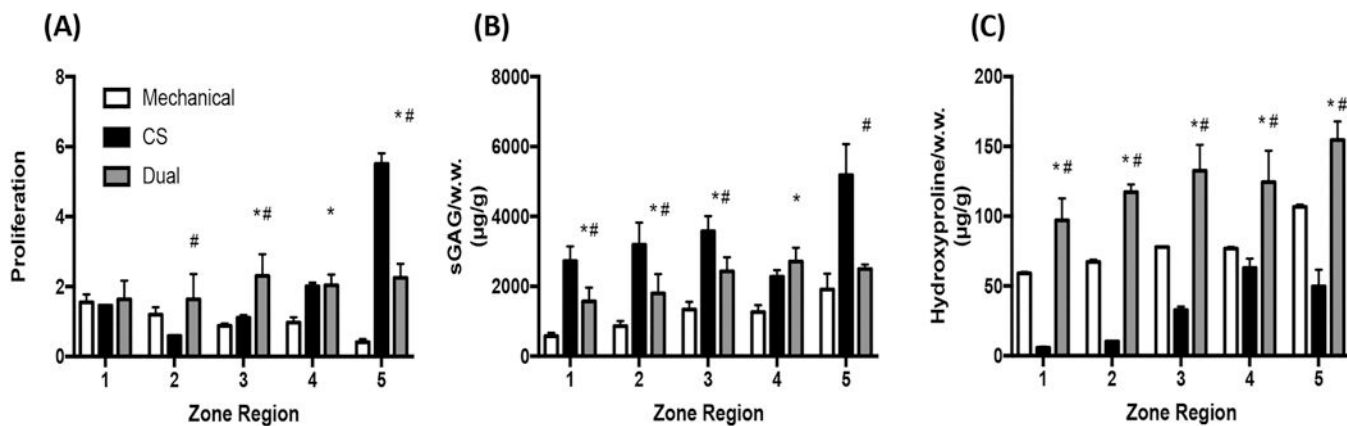 (A)
8
6
4
2
0
Proliferation
Mechanical
CS
Dual
#
*#
*
*#
1 2 3 4 5
Zone Region
(B)
8000
6000
4000
2000
0
sGAG/w.w.
(µg/g)
*#
*#
*#
*
#
1 2 3 4 5
Zone Region
(C)
200
150
100
50
0
Hydroxyproline/w.w.
(µg/g)
*#
*#
*#
*#
*#
1 2 3 4 5
Zone Region